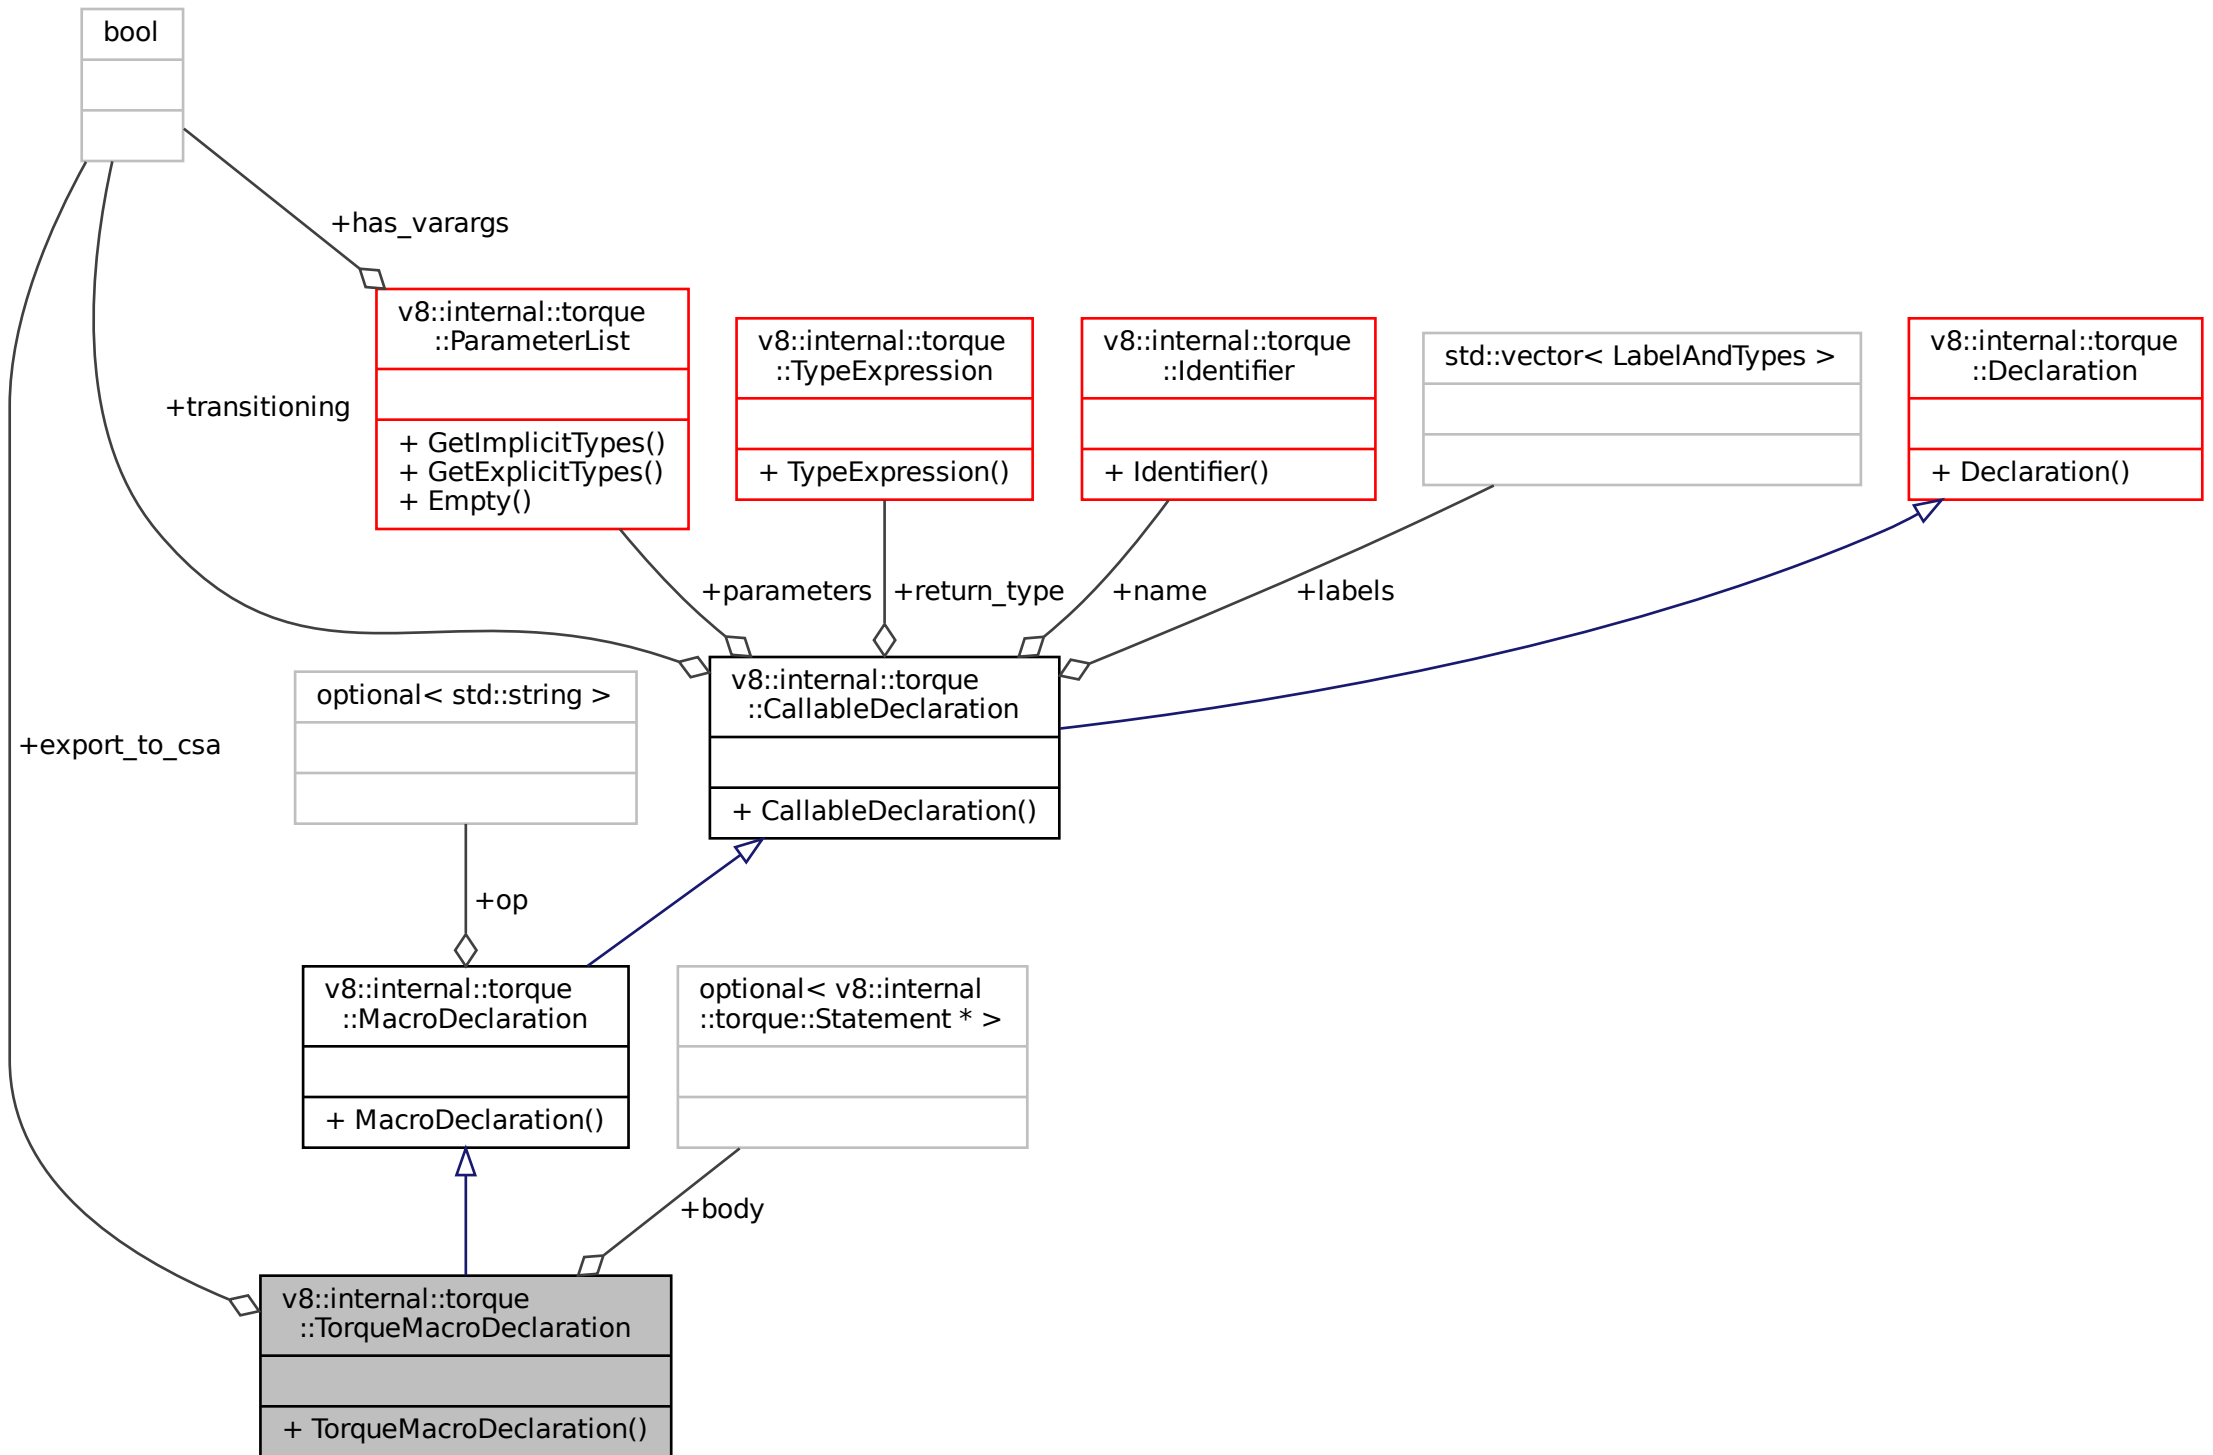 bool
+has_varargs
v8::internal::torque
::ParameterList
+ GetImplicitTypes()
+ GetExplicitTypes()
+ Empty()
v8::internal::torque
::TypeExpression
+ TypeExpression()
v8::internal::torque
::Identifier
+ Identifier()
std::vector< LabelAndTypes >
v8::internal::torque
::Declaration
+ Declaration()
+transitioning
+parameters
+return_type
+name
+labels
+export_to_csa
optional< std::string >
v8::internal::torque
::CallableDeclaration
+ CallableDeclaration()
+op
v8::internal::torque
::MacroDeclaration
+ MacroDeclaration()
optional< v8::internal
::torque::Statement * >
+body
v8::internal::torque
::TorqueMacroDeclaration
+ TorqueMacroDeclaration()